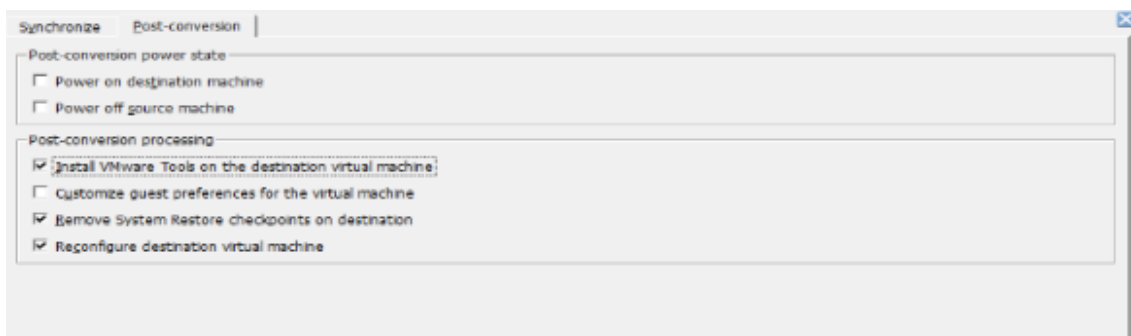 Synchronize Post-conversion
Post-conversion power state
Power on destination machine
Power off source machine
Post-conversion processing
Install VMware Tools on the destination virtual machine
Customize guest preferences for the virtual machine
Remove System Restore checkpoints on destination
Reconfigure destination virtual machine